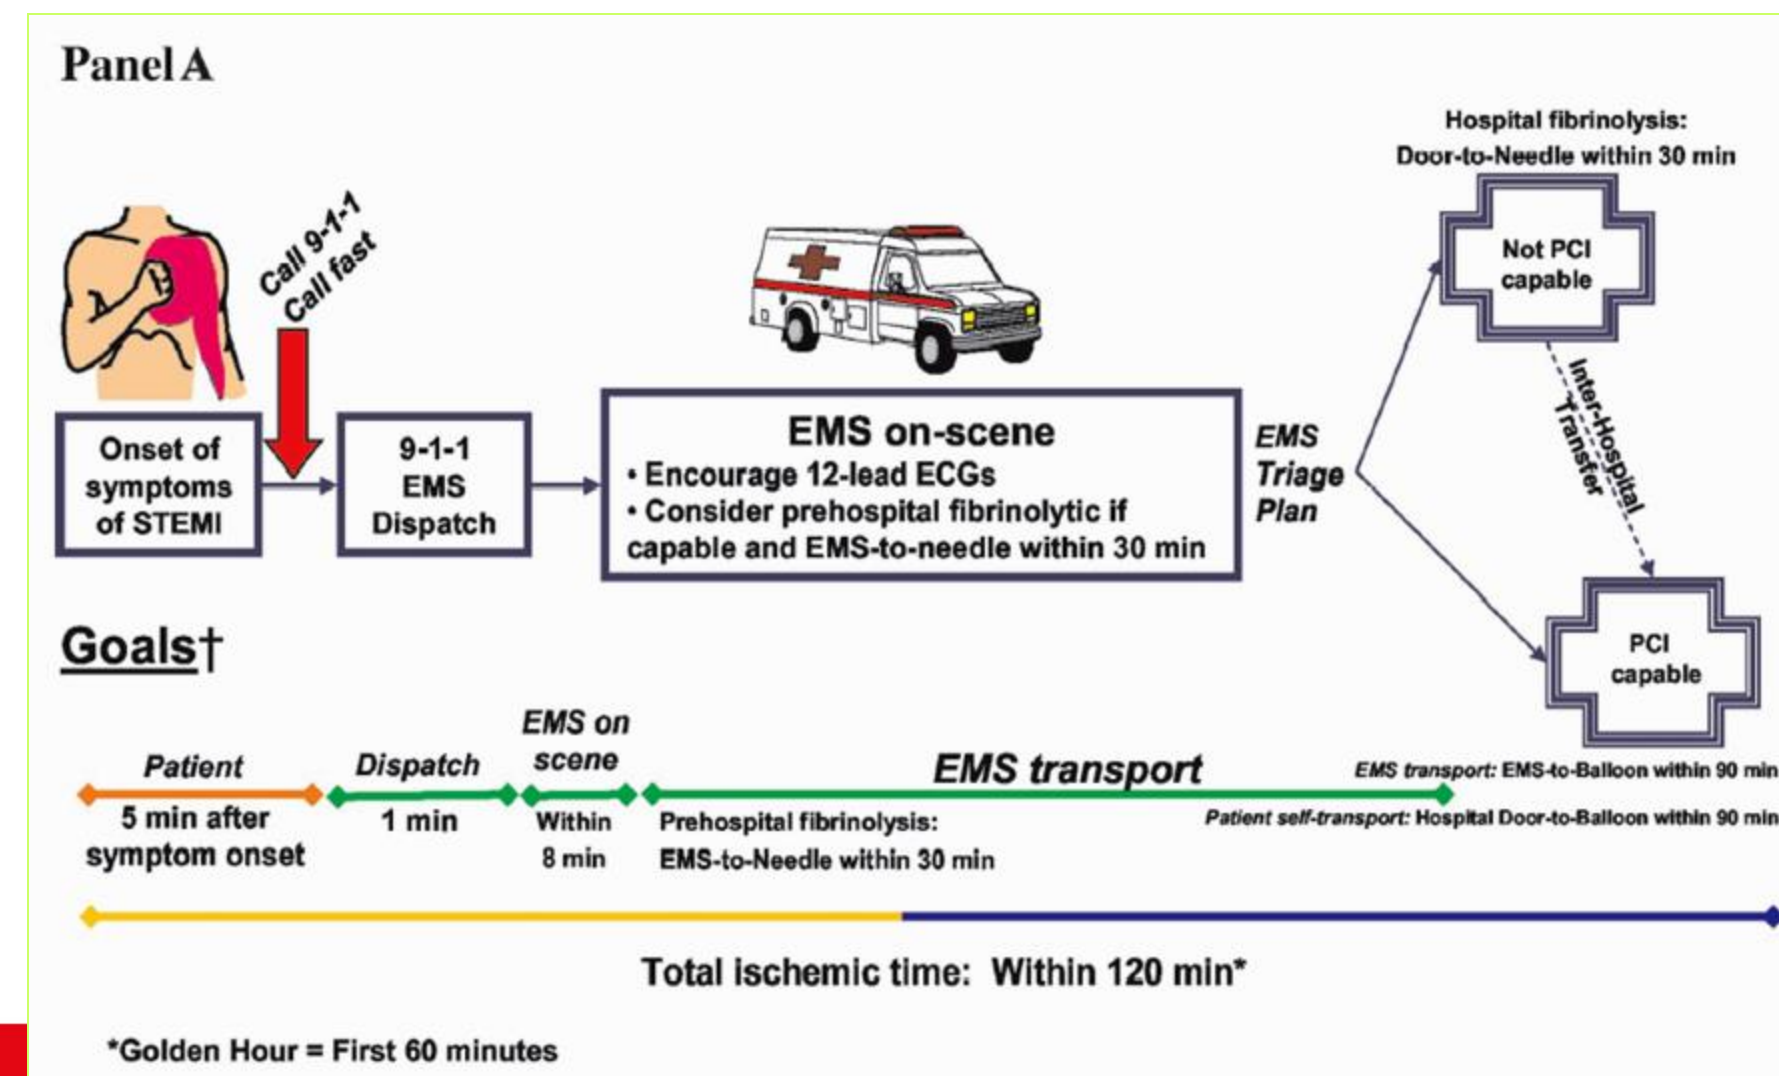 Panel A
Hospital fibrinolysis:
Door-to-Needle within 30 min
Call 9-1-1
Call fast
Not PCI
capable
Inter-Hospital
Transfer
Onset of
symptoms
of STEMI
9-1-1
EMS
Dispatch
EMS on-scene
• Encourage 12-lead ECGs
• Consider prehospital fibrinolytic if
capable and EMS-to-needle within 30 min
EMS
Triage
Plan
PCI
capable
Goals†
Patient
5 min after
symptom onset
Dispatch
1 min
EMS on
scene
Within
8 min
EMS transport
Prehospital fibrinolysis:
EMS-to-Needle within 30 min
EMS transport: EMS-to-Balloon within 90 min
Patient self-transport: Hospital Door-to-Balloon within 90 min
Total ischemic time: Within 120 min*
*Golden Hour = First 60 minutes